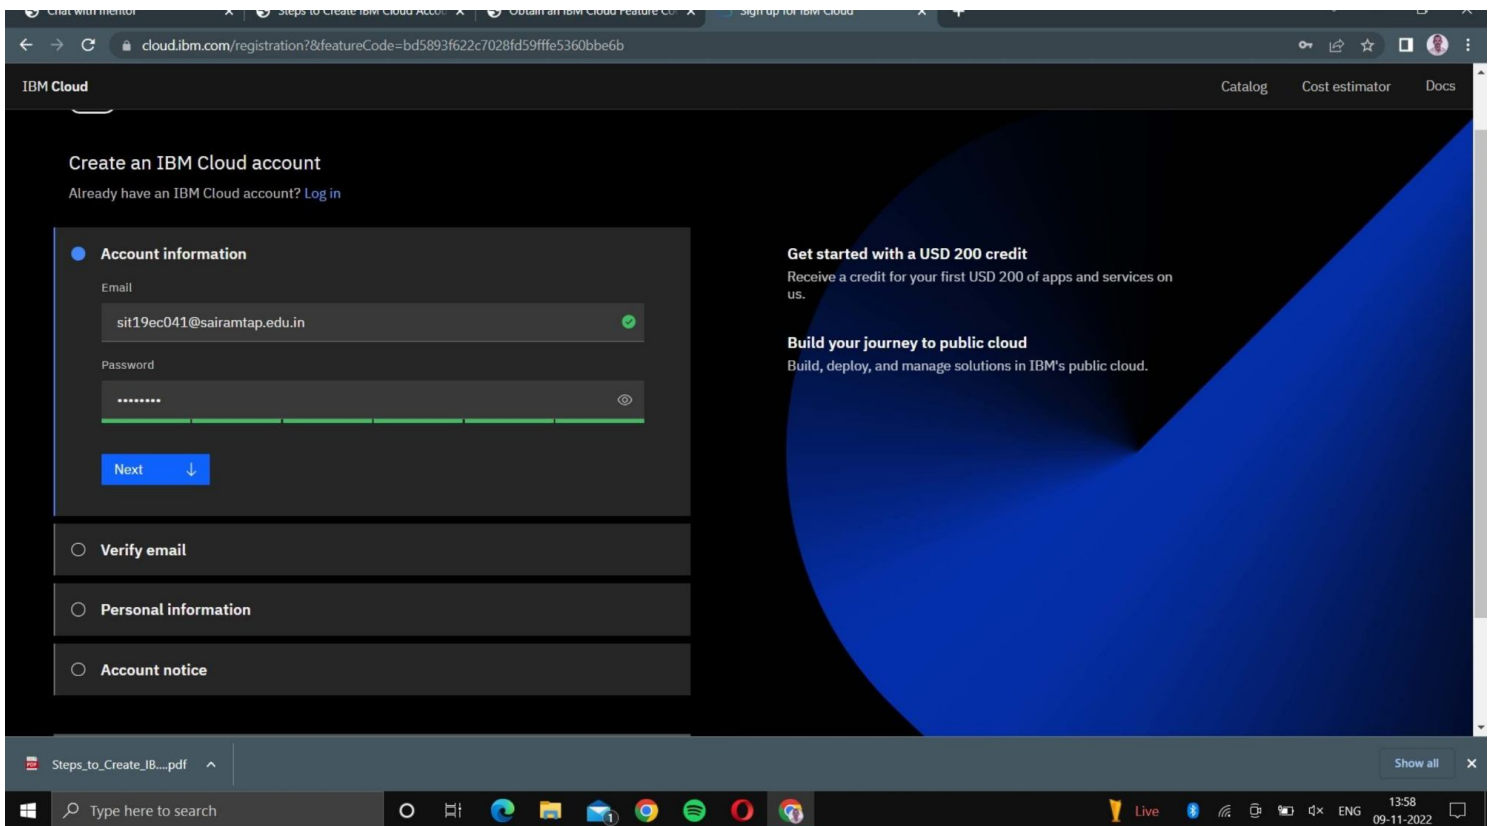 Chat with mentor
Steps to Create IBM Cloud Accou
Obtain an IBM Cloud Feature Co
Sign up for IBM Cloud
cloud.ibm.com/registration?&featureCode=bd5893f622c7028fd59fffe5360bbe6b
IBM Cloud
Catalog
Cost estimator
Docs
Create an IBM Cloud account
Already have an IBM Cloud account? Log in
Account information
Email
sit19ec041@sairamtap.edu.in
Password
••••••••
Next
Verify email
Personal information
Account notice
Get started with a USD 200 credit
Receive a credit for your first USD 200 of apps and services on
us.
Build your journey to public cloud
Build, deploy, and manage solutions in IBM's public cloud.
Steps_to_Create_IB....pdf
Show all
Type here to search
1
Live
ENG
13:58
09-11-2022